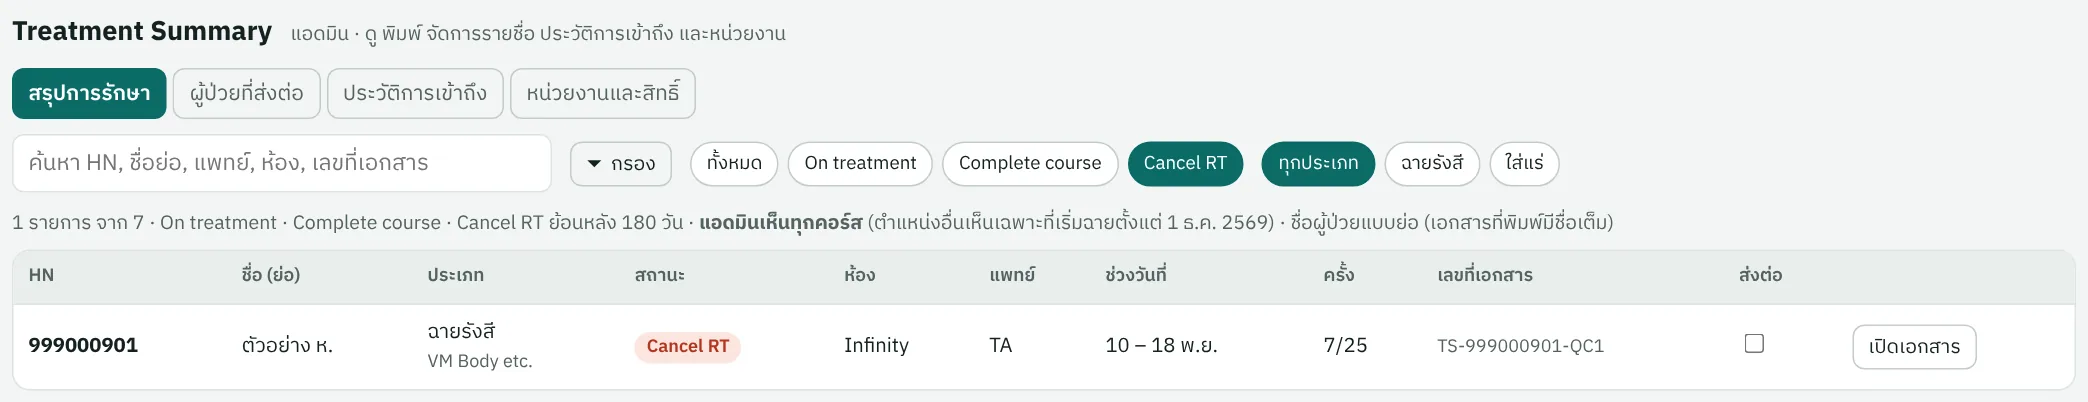 Treatment Summary แอดมิน · ดู พิมพ์ จัดการรายชื่อ ประวัติการเข้าถึง และหน่วยงาน
สรุปการรักษา ผู้ป่วยที่ส่งต่อ ประวัติการเข้าถึง หน่วยงานและสิทธิ์
ค้นหา HN, ชื่อย่อ, แพทย์, ห้อง, เลขที่เอกสาร กรอง ทั้งหมด On treatment Complete course Cancel RT ทุกประเภท ฉายรังสี ใส่แร่
1 รายการ จาก 7 · On treatment · Complete course · Cancel RT ย้อนหลัง 180 วัน · แอดมินเห็นทุกคอร์ส (ตำแหน่งอื่นเห็นเฉพาะที่เริ่มฉายตั้งแต่ 1 ธ.ค. 2569) · ชื่อผู้ป่วยแบบย่อ (เอกสารที่พิมพ์มีชื่อเต็ม)
HN ชื่อ (ย่อ) ประเภท สถานะ ห้อง แพทย์ ช่วงวันที่ ครั้ง เลขที่เอกสาร ส่งต่อ
999000901 ตัวอย่าง ห. ฉายรังสี Cancel RT Infinity TA 10 – 18 พ.ย. 7/25 TS-999000901-QC1 เปิดเอกสาร
VM Body etc.